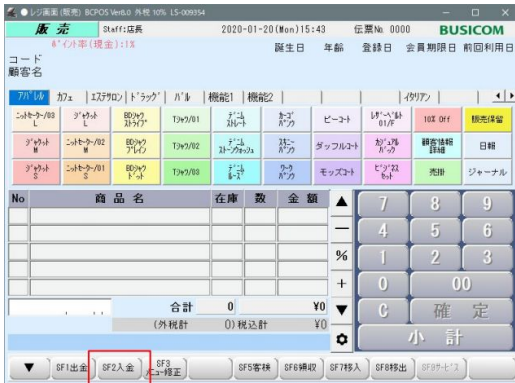 レジ画面 (販売) BCPOS Ver8.0 外税 10% LS-009354
販 売 Staff:店長 2020-01-20(Mon)15:43 伝票No. 0000 BUSICOM
ﾎﾟｲﾝﾄ率(現金):1% 誕生日 年齢 登録日 会員期限日 前回利用日
コード
顧客名
ｱﾊﾟﾚﾙ ｶﾌｪ ｴｽﾃｻﾛﾝ ﾄﾞﾗｯｸﾞ ﾊﾞﾙ 機能1 機能2 ｲﾀﾘｱﾝ
ﾆｯﾄｾｰﾀｰ/03 L ｼﾞｬｹｯﾄ L BDｼｬﾂ ｽﾄﾗｲﾌﾟ Tｼｬﾂ/01 ﾃﾞﾆﾑ ｽﾄﾚｰﾄ ｶｰｺﾞ ﾊﾟﾝﾂ ピーコート ﾚｻﾞｰﾍﾞﾙﾄ 01/F 10% Off 販売保留
ｼﾞｬｹｯﾄ M ﾆｯﾄｾｰﾀｰ/02 M BDｼｬﾂ ﾌﾟﾚｲﾝ Tｼｬﾂ/02 ﾃﾞﾆﾑ ｽﾄﾝｳｫｯｼｭ ｽｷﾆｰ ﾊﾟﾝﾂ ダッフルコート ｶｼﾞｭｱﾙ ﾊﾞｯｸ 顧客情報 詳細 日報
ｼﾞｬｹｯﾄ S ﾆｯﾄｾｰﾀｰ/01 S BDｼｬﾂ ﾄﾞｯﾄ Tｼｬﾂ/03 ﾃﾞﾆﾑ ﾙｰｽﾞ ﾜｰｸ ﾊﾟﾝﾂ モッズコート ﾋﾞｼﾞﾈｽ ｾｯﾄ 売掛 ジャーナル
No 商 品 名 在庫 数 金 額 ▲ 7 8 9
— 4 5 6
% 1 2 3
+ 0 00
合計 0 ¥0 ▼ C 確 定
(外税計 0)税込計 ¥0 小 計
▼ SF1出金 SF2入金 SF3 ﾒﾆｭｰ修正 SF5客検 SF6領収 SF7移入 SF8移出 SF9ｻｰﾋﾞｽ